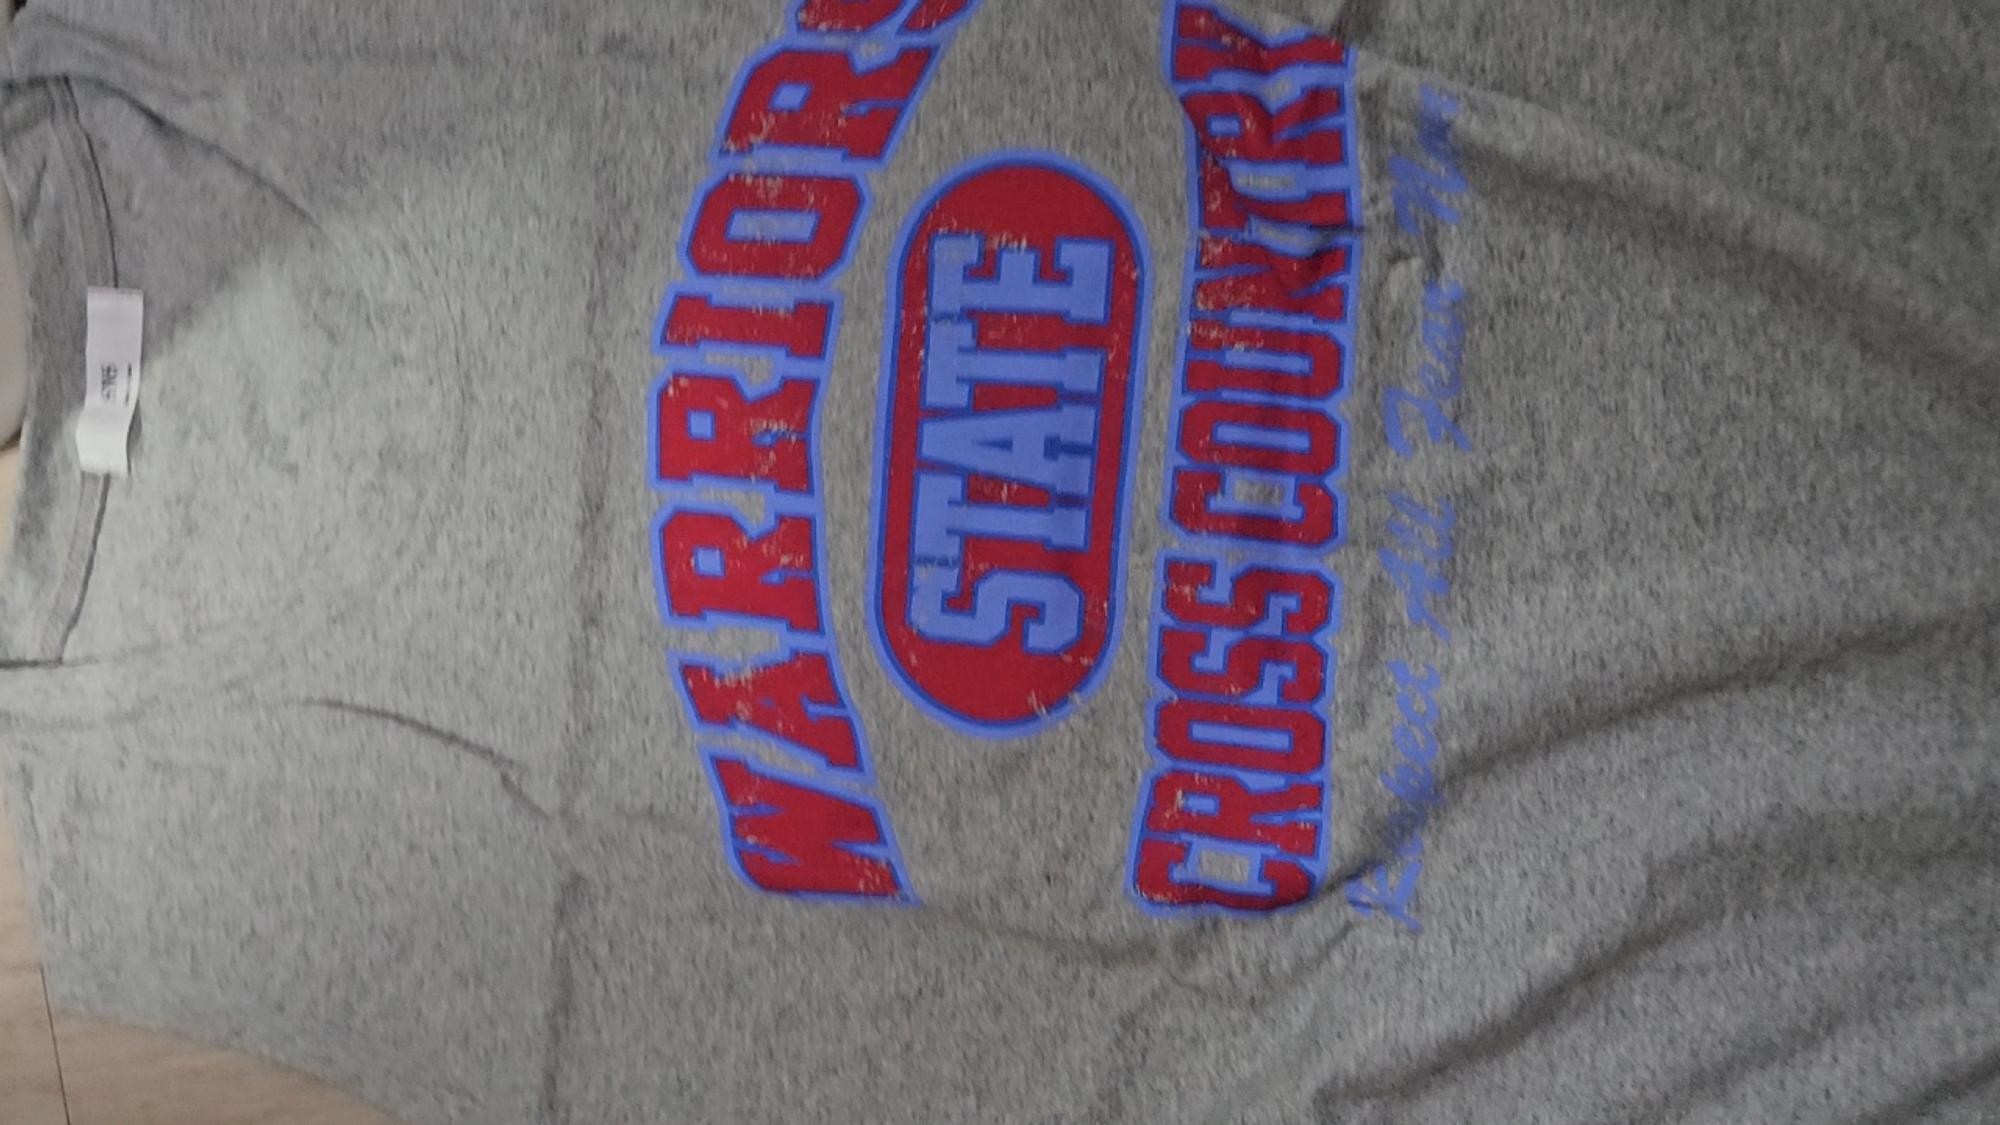 WARRIORS
STATE
CROSS COUNTRY
Respect All Fear None